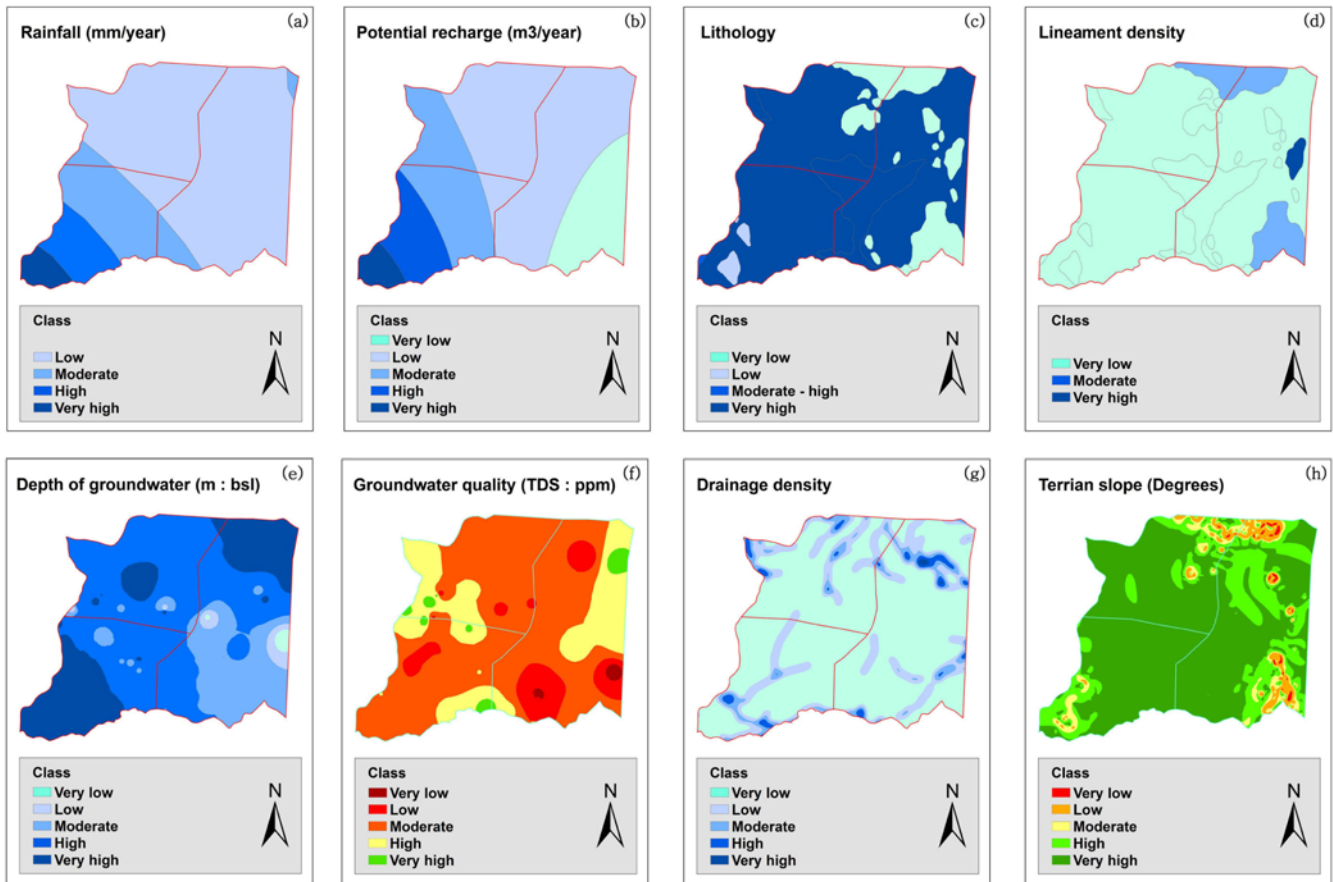 (a)
Rainfall (mm/year)
Class
Low
Moderate
High
Very high
N
(b)
Potential recharge (m3/year)
Class
Very low
Low
Moderate
High
Very high
N
(c)
Lithology
Class
Very low
Low
Moderate - high
Very high
N
(d)
Lineament density
Class
Very low
Moderate
Very high
N
(e)
Depth of groundwater (m : bsl)
Class
Very low
Low
Moderate
High
Very high
N
(f)
Groundwater quality (TDS : ppm)
Class
Very low
Low
Moderate
High
Very high
N
(g)
Drainage density
Class
Very low
Low
Moderate
High
Very high
N
(h)
Terrian slope (Degrees)
Class
Very low
Low
Moderate
High
Very high
N